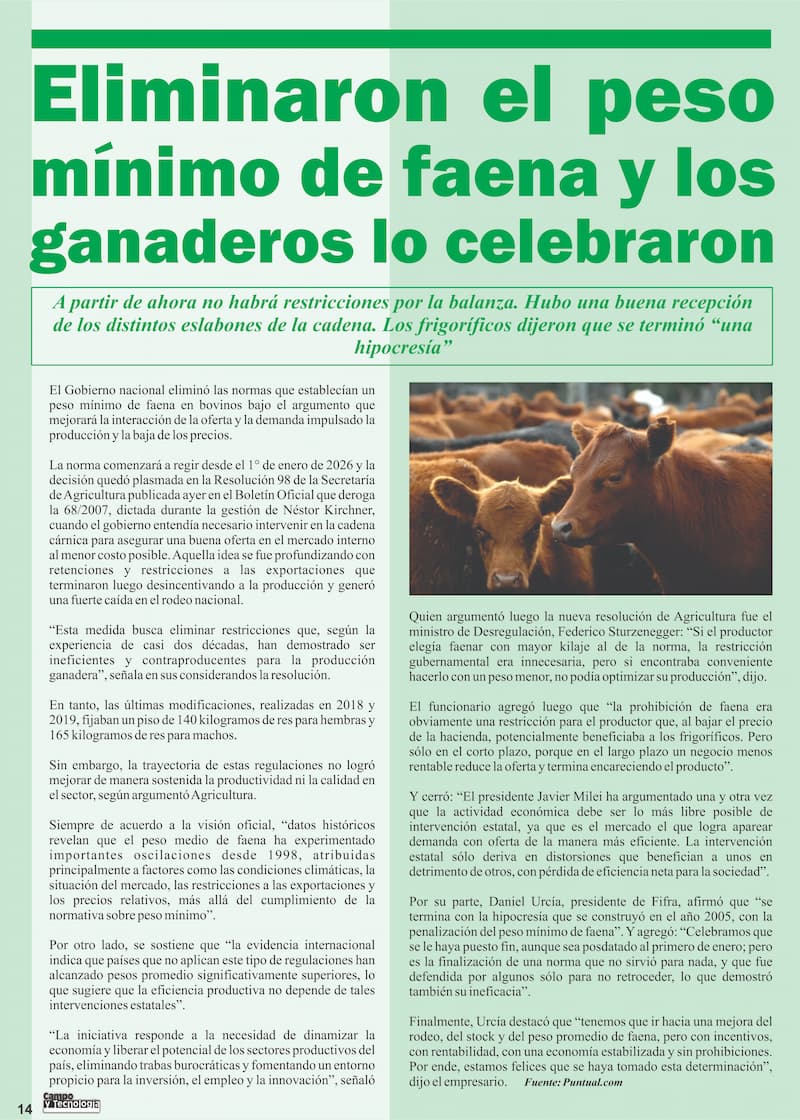 Eliminaron el peso
mínimo de faena y los
ganaderos lo celebraron
A partir de ahora no habrá restricciones por la balanza. Hubo una buena recepción
de los distintos eslabones de la cadena. Los frigoríficos dijeron que se terminó “una
hipocresía”
El Gobierno nacional eliminó las normas que establecían un
peso mínimo de faena en bovinos bajo el argumento que
mejorará la interacción de la oferta y la demanda impulsado la
producción y la baja de los precios.
La norma comenzará a regir desde el 1° de enero de 2026 y la
decisión quedó plasmada en la Resolución 98 de la Secretaría
de Agricultura publicada ayer en el Boletín Oficial que deroga
la 68/2007, dictada durante la gestión de Néstor Kirchner,
cuando el gobierno entendía necesario intervenir en la cadena
cárnica para asegurar una buena oferta en el mercado interno
al menor costo posible. Aquella idea se fue profundizando con
retenciones y restricciones a las exportaciones que
terminaron luego desincentivando a la producción y generó
una fuerte caída en el rodeo nacional.
“Esta medida busca eliminar restricciones que, según la
experiencia de casi dos décadas, han demostrado ser
ineficientes y contraproducentes para la producción
ganadera”, señala en sus considerandos la resolución.
En tanto, las últimas modificaciones, realizadas en 2018 y
2019, fijaban un piso de 140 kilogramos de res para hembras y
165 kilogramos de res para machos.
Sin embargo, la trayectoria de estas regulaciones no logró
mejorar de manera sostenida la productividad ni la calidad en
el sector, según argumentó Agricultura.
Siempre de acuerdo a la visión oficial, “datos históricos
revelan que el peso medio de faena ha experimentado
importantes oscilaciones desde 1998, atribuidas
principalmente a factores como las condiciones climáticas, la
situación del mercado, las restricciones a las exportaciones y
los precios relativos, más allá del cumplimiento de la
normativa sobre peso mínimo”.
Por otro lado, se sostiene que “la evidencia internacional
indica que países que no aplican este tipo de regulaciones han
alcanzado pesos promedio significativamente superiores, lo
que sugiere que la eficiencia productiva no depende de tales
intervenciones estatales”.
“La iniciativa responde a la necesidad de dinamizar la
economía y liberar el potencial de los sectores productivos del
país, eliminando trabas burocráticas y fomentando un entorno
propicio para la inversión, el empleo y la innovación”, señaló
Quien argumentó luego la nueva resolución de Agricultura fue el
ministro de Desregulación, Federico Sturzenegger: “Si el productor
elegía faenar con mayor kilaje al de la norma, la restricción
gubernamental era innecesaria, pero si encontraba conveniente
hacerlo con un peso menor, no podía optimizar su producción”, dijo.
El funcionario agregó luego que “la prohibición de faena era
obviamente una restricción para el productor que, al bajar el precio
de la hacienda, potencialmente beneficiaba a los frigoríficos. Pero
sólo en el corto plazo, porque en el largo plazo un negocio menos
rentable reduce la oferta y termina encareciendo el producto”.
Y cerró: “El presidente Javier Milei ha argumentado una y otra vez
que la actividad económica debe ser lo más libre posible de
intervención estatal, ya que es el mercado el que logra aparear
demanda con oferta de la manera más eficiente. La intervención
estatal sólo deriva en distorsiones que benefician a unos en
detrimento de otros, con pérdida de eficiencia neta para la sociedad”.
Por su parte, Daniel Urcía, presidente de Fifra, afirmó que “se
termina con la hipocresía que se construyó en el año 2005, con la
penalización del peso mínimo de faena”. Y agregó: “Celebramos que
se le haya puesto fin, aunque sea posdatado al primero de enero; pero
es la finalización de una norma que no sirvió para nada, y que fue
defendida por algunos sólo para no retroceder, lo que demostró
también su ineficacia”.
Finalmente, Urcía destacó que “tenemos que ir hacia una mejora del
rodeo, del stock y del peso promedio de faena, pero con incentivos,
con rentabilidad, con una economía estabilizada y sin prohibiciones.
Por ende, estamos felices que se haya tomado esta determinación”,
dijo el empresario. Fuente: Puntual.com
14 Campo
y Tecnología